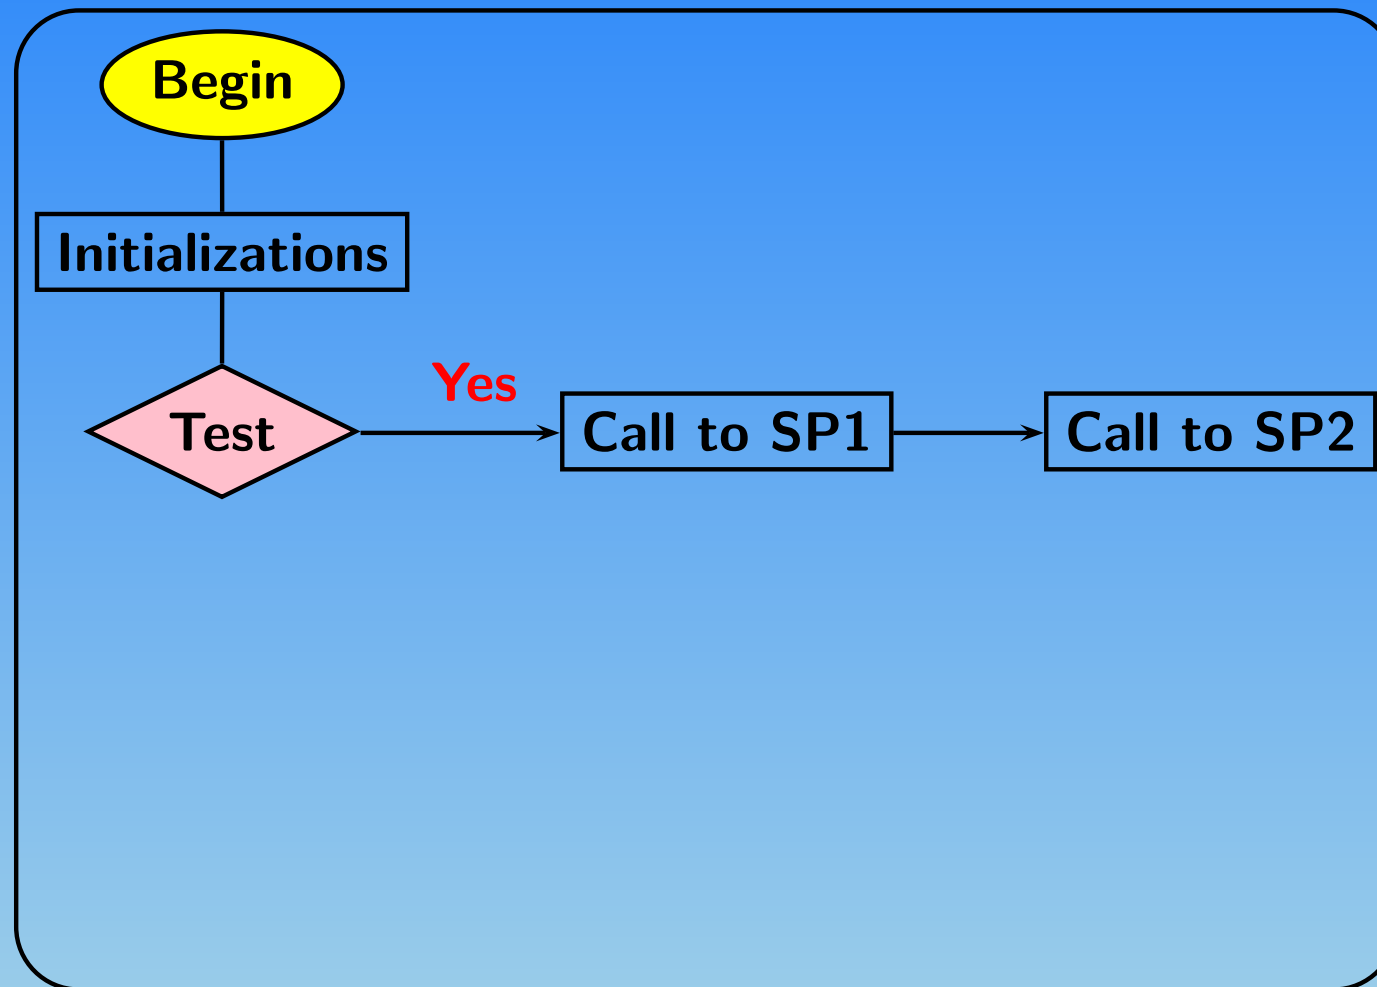 Begin
Initializations
Yes
Test
Call to SP1
Call to SP2